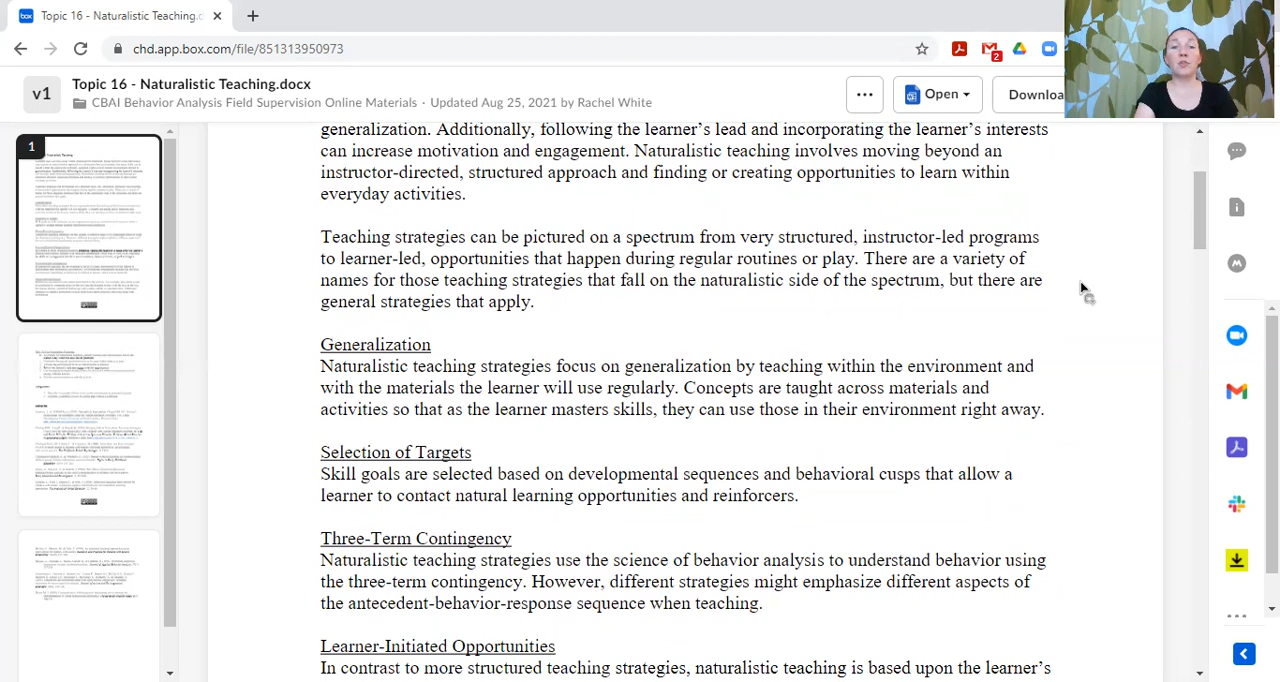 Topic 16 - Naturalistic Teaching.d
chd.app.box.com/file/851313950973
2
v1
Topic 16 - Naturalistic Teaching.docx
CBAI Behavior Analysis Field Supervision Online Materials · Updated Aug 25, 2021 by Rachel White
Open
Downloa
1
generalization. Additionally, following the learner's lead and incorporating the learner's interests
can increase motivation and engagement. Naturalistic teaching involves moving beyond an
instructor-directed, structured approach and finding or creating opportunities to learn within
everyday activities.
Teaching strategies can be pictured on a spectrum from structured, instructor-led programs
to learner-led, opportunities that happen during regular routines or play. There are a variety of
names for those teaching strategies that fall on the naturalistic side of the spectrum, but there are
general strategies that apply.
Generalization
Naturalistic teaching strategies focus on generalization by teaching within the environment and
with the materials the learner will use regularly. Concepts are taught across materials and
activities so that as the learner masters skills, they can use those in their environment right away.
Selection of Targets
Skills are to be selected based on developmental sequences and behavioral cusps that allow a
learner to contact natural learning opportunities and reinforcers.
Three-Term Contingency
Naturalistic teaching strategies use the science of behavior analysis to understand behavior using
the three-term contingency. However, different strategies might emphasize different aspects of
the antecedent-behavior-response sequence when teaching.
Learner-Initiated Opportunities
In contrast to more structured teaching strategies, naturalistic teaching is based upon the learner's